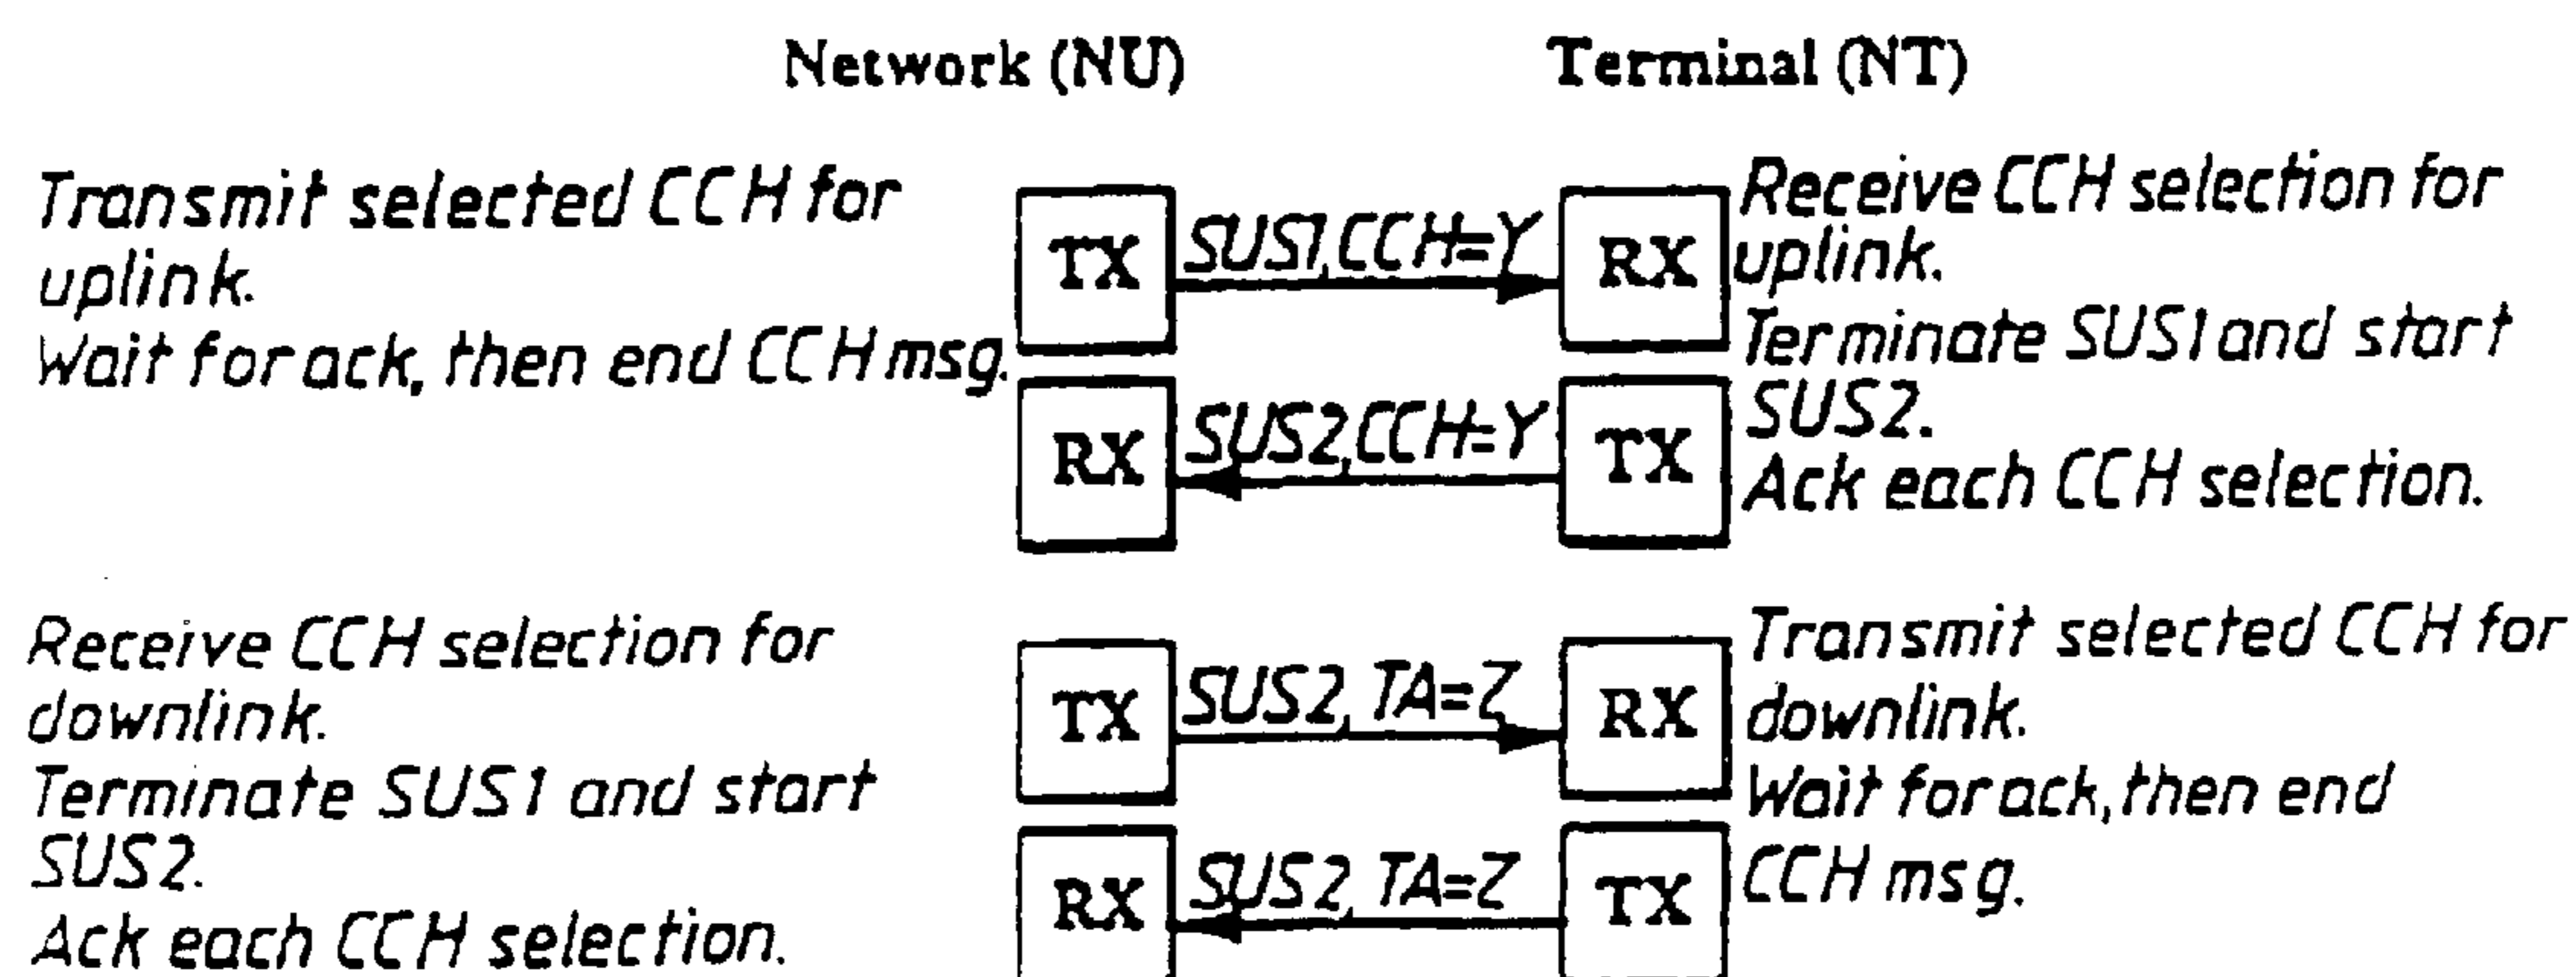 Network (NU) Terminal (NT)
Transmit selected CCH for
uplink.
Wait for ack, then end CCH msg.
TX SUS1,CCH=Y RX
Receive CCH selection for
uplink.
Terminate SUS1 and start
SUS2.
Ack each CCH selection.
RX SUS2,CCH=Y TX
Receive CCH selection for
downlink.
Terminate SUS1 and start
SUS2.
Ack each CCH selection.
TX SUS2, TA=Z RX
Transmit selected CCH for
downlink.
Wait for ack, then end
CCH msg.
RX SUS2, TA=Z TX